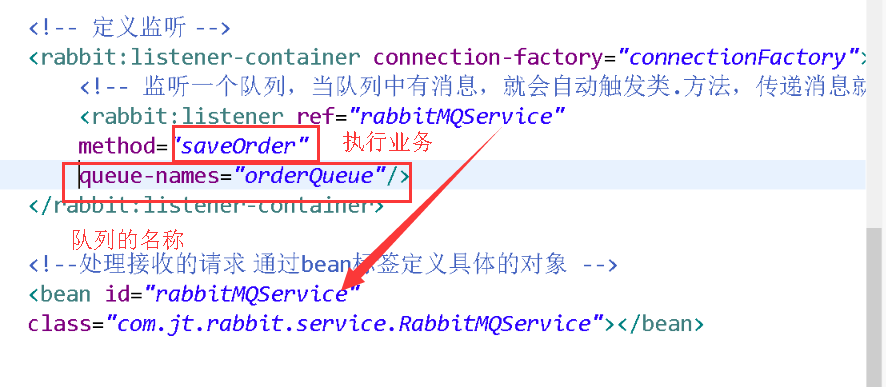 <!-- 定义监听 -->
<rabbit:listener-container connection-factory="connectionFactory">
<!-- 监听一个队列，当队列中有消息，就会自动触发类.方法，传递消息就
<rabbit:listener ref="rabbitMQService"
method="saveOrder" 执行业务
queue-names="orderQueue"/>
</rabbit:listener-container>
队列的名称
<!--处理接收的请求 通过bean标签定义具体的对象 -->
<bean id="rabbitMQService"
class="com.jt.rabbit.service.RabbitMQService"></bean>